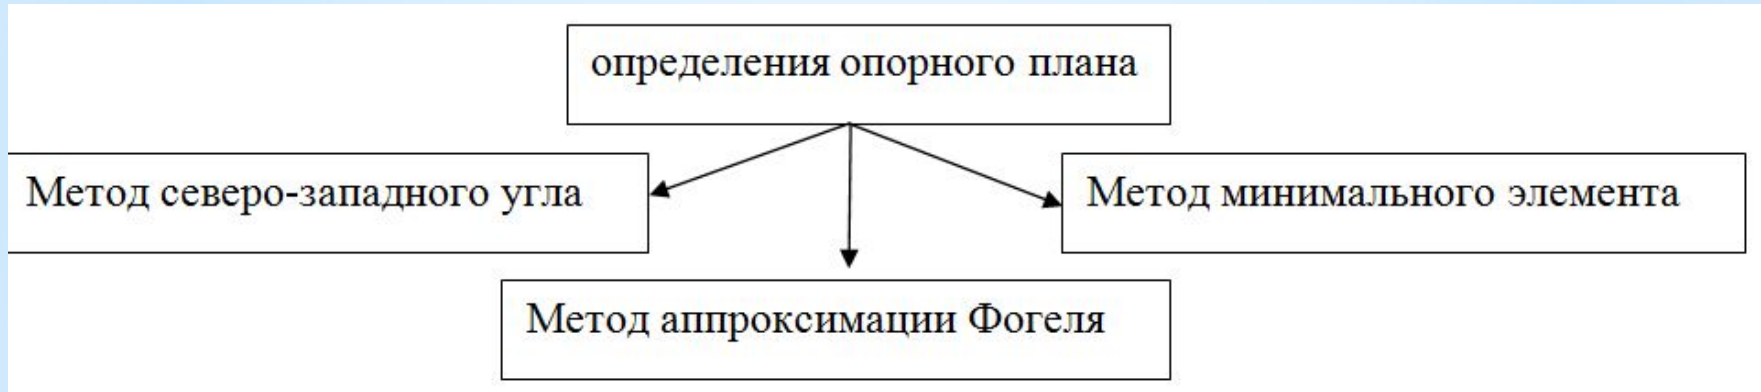 определения опорного плана
Метод северо-западного угла
Метод минимального элемента
Метод аппроксимации Фогеля